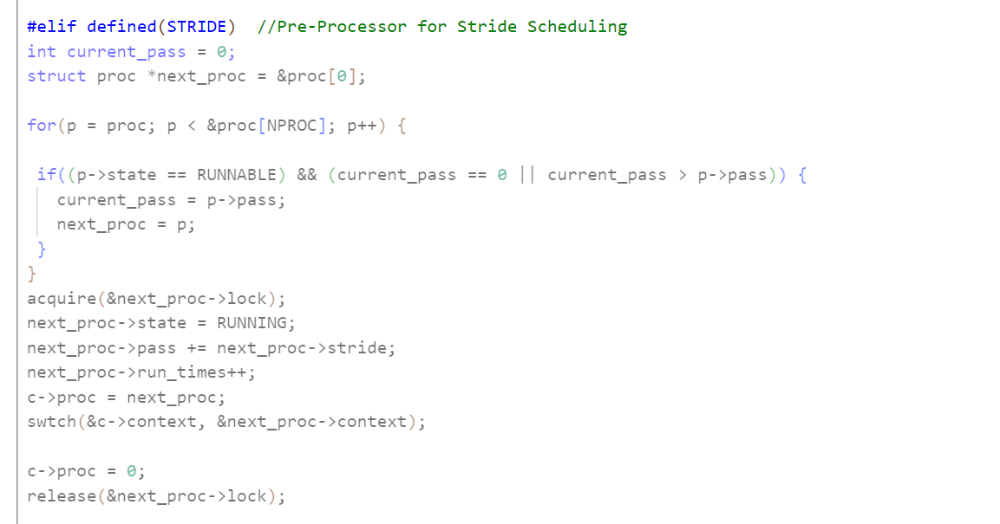 #elif defined(STRIDE)  //Pre-Processor for Stride Scheduling
int current_pass = 0;
struct proc *next_proc = &proc[0];
for(p = proc; p < &proc[NPROC]; p++) {
if((p->state == RUNNABLE) && (current_pass == 0 || current_pass > p->pass)) {
current_pass = p->pass;
next_proc = p;
}
}
acquire(&next_proc->lock);
next_proc->state = RUNNING;
next_proc->pass += next_proc->stride;
next_proc->run_times++;
c->proc = next_proc;
swtch(&c->context, &next_proc->context);
c->proc = 0;
release(&next_proc->lock);